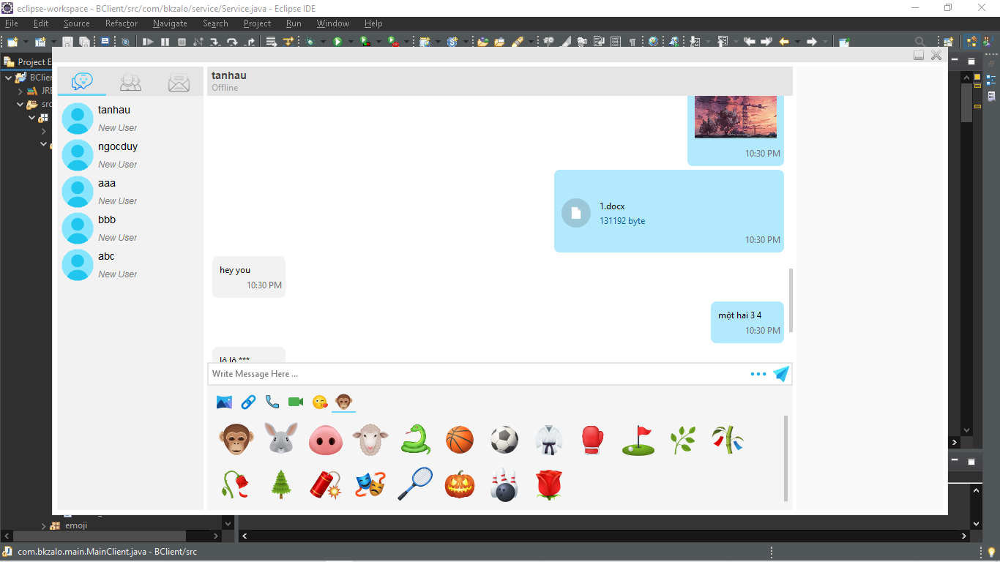 eclipse-workspace - BClient/src/com/bkzalo/service/Service.java - Eclipse IDE
File Edit Source Refactor Navigate Search Project Run Window Help
Project E
BClien
JRE
src
tanhau
Offline
tanhau
New User
ngocduy
New User
aaa
New User
bbb
New User
abc
New User
10:30 PM
1.docx
131192 byte
10:30 PM
hey you
10:30 PM
một hai 3 4
10:30 PM
lô lô ***
Write Message Here ...
emoji
com.bkzalo.main.MainClient.java - BClient/src